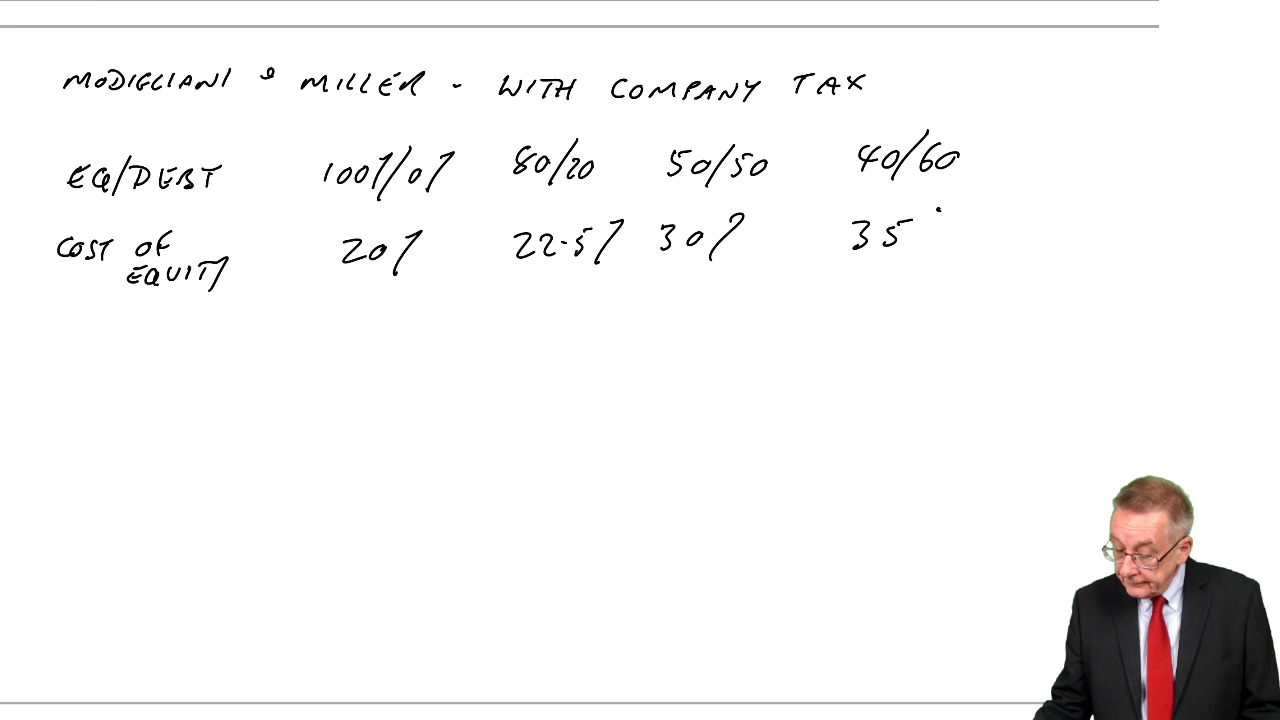 MODIGLIANI & MILLER - WITH COMPANY TAX
EQ/DEBT 100%/0% 80/20 50/50 40/60
COST OF EQUITY 20% 22.5% 30% 35